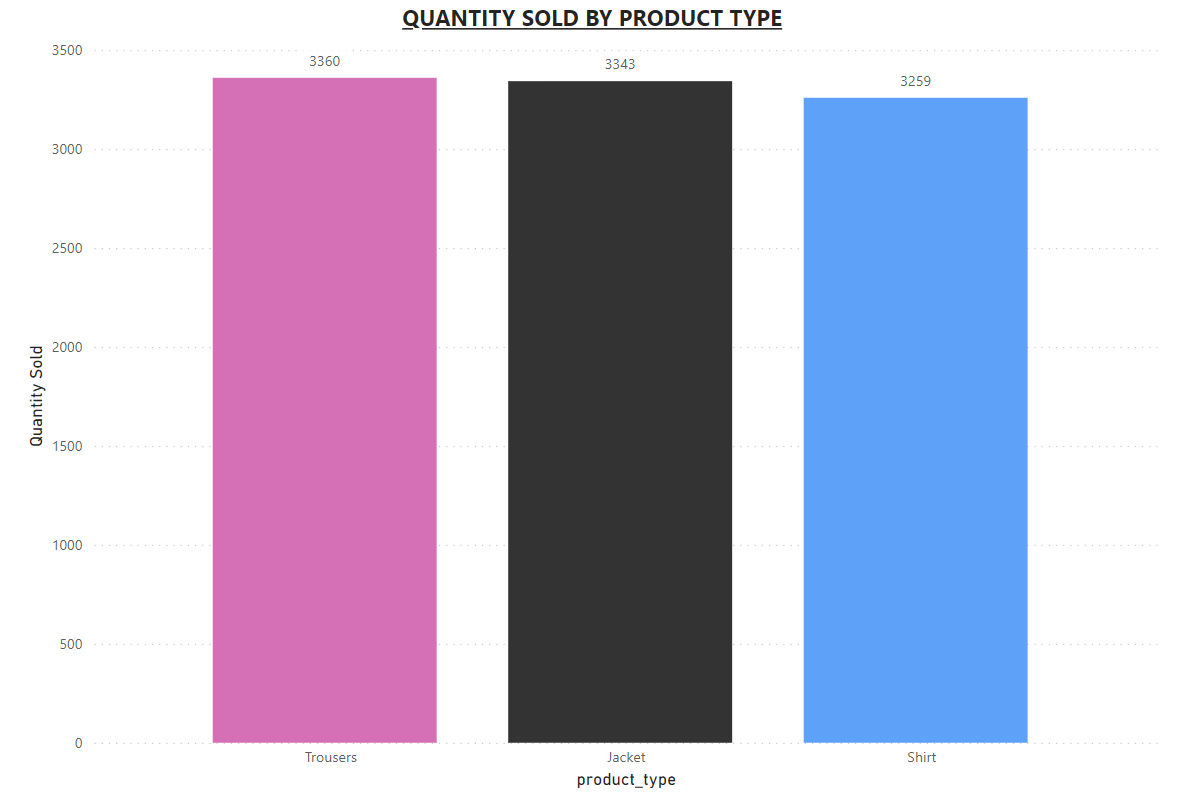 QUANTITY SOLD BY PRODUCT TYPE
3500
3000
2500
2000
1500
1000
500
0
Quantity Sold
3360
3343
3259
Trousers
Jacket
Shirt
product_type